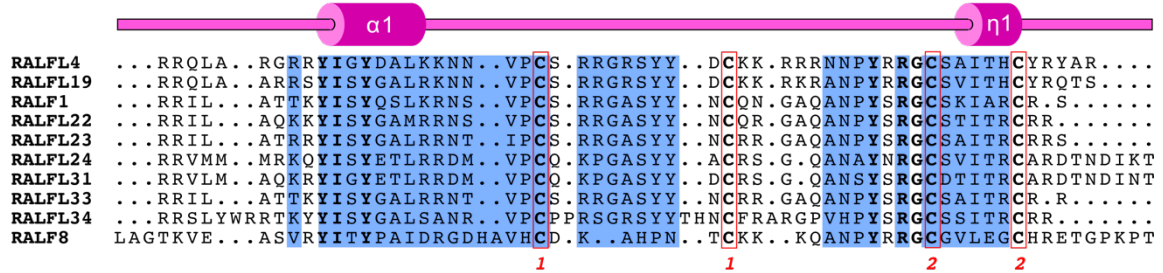 α1 η1
RALFL4 ...RRQLA..RGRRYIGYDALKKNN..VPCS.RRGRSYY..DCKK.RRRNNPYRRGCSAITHCYRYAR....
RALFL19 ...RRQLA..ARRSYISYGALRKNN..VPCS.RRGRSYY..DCKK.RKRANPYRRGCSVITHCYRQTS....
RALF1 ...RRIL...ATTKYISYQSLKRNS..VPCS.RRGASYY..NCQN.GAQANPYSRGCSKIARCR.S......
RALFL22 ...RRIL...AQKKYISYGAMRRNS..VPCS.RRGASYY..NCQR.GAQANPYSRGCSTITRCRR.......
RALFL23 ...RRIL...ATRRYISYGALRRNT..IPCS.RRGASYY..NCRR.GAQANPYSRGCSAITRCRRS......
RALFL24 ...RRVMM..MRKQYISYETLRRDM..VPCQ.KPGASYY..ACRS.G.QANAYNRGCSVITRCARDTNDIKT
RALFL31 ...RRVLM..AQKRYIGYETLRRDM..VPCQ.KPGASYY..DCRS.G.QANSYSRGCDTITRCARDTNDINT
RALFL33 ...RRIL...ATTKYISYGALRRNT..VPCS.RRGASYY..NCRR.GAQANPYSRGCSAITRCRRS......
RALFL34 ...RRSLYWRRTKYYISYGALSANR..VPCPPRSGRSYYTHNCFRARGPVHPYSRGCSSITRCRR.......
RALF8 LAGTKVE...ASVRYITYPAIDRGDHAVHCD.K..AHPN..TCKK..KQANPYRRGCGVLEGCHRETGPKPT
1 1 2 2